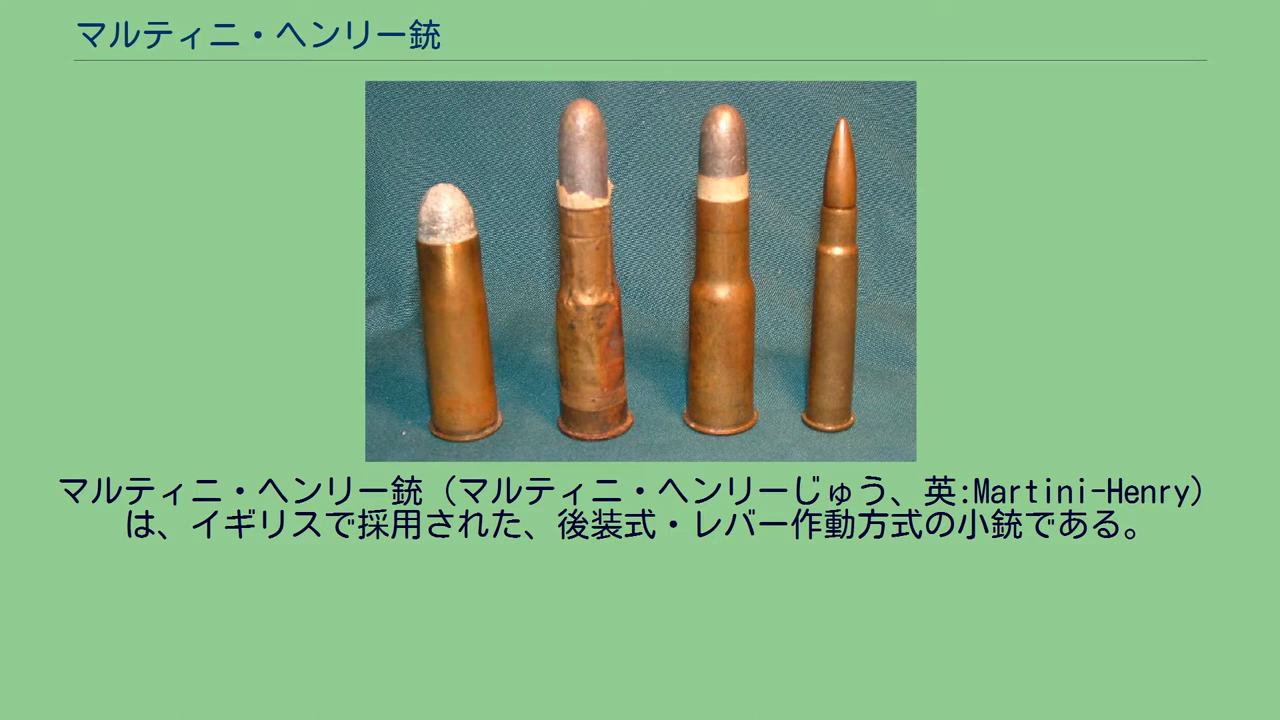 マルティニ・ヘンリー銃
マルティニ・ヘンリー銃（マルティニ・ヘンリーじゅう、英:Martini-Henry）
は、イギリスで採用された、後装式・レバー作動方式の小銃である。